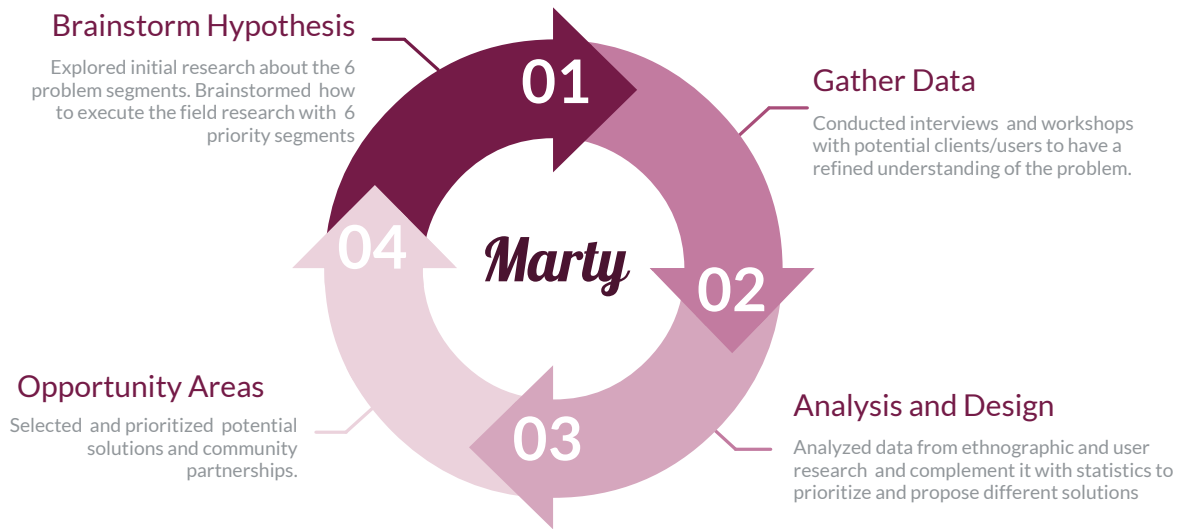 Brainstorm Hypothesis
Explored initial research about the 6
problem segments. Brainstormed how
to execute the field research with 6
priority segments
01
Gather Data
Conducted interviews and workshops
with potential clients/users to have a
refined understanding of the problem.
02
Marty
Analysis and Design
Analyzed data from ethnographic and user
research and complement it with statistics to
prioritize and propose different solutions
03
Opportunity Areas
Selected and prioritized potential
solutions and community
partnerships.
04